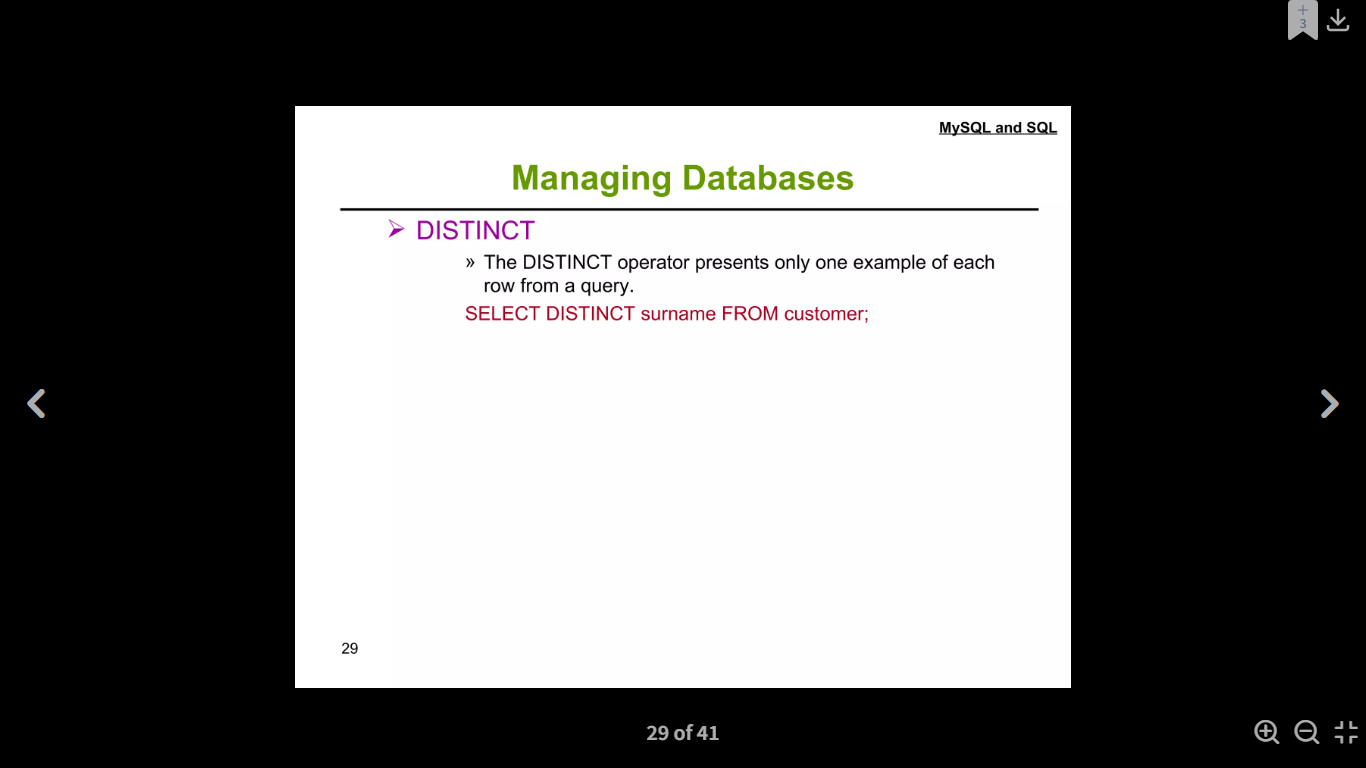 +
3
MySQL and SQL
Managing Databases
DISTINCT
» The DISTINCT operator presents only one example of each
row from a query.
SELECT DISTINCT surname FROM customer;
29
29 of 41